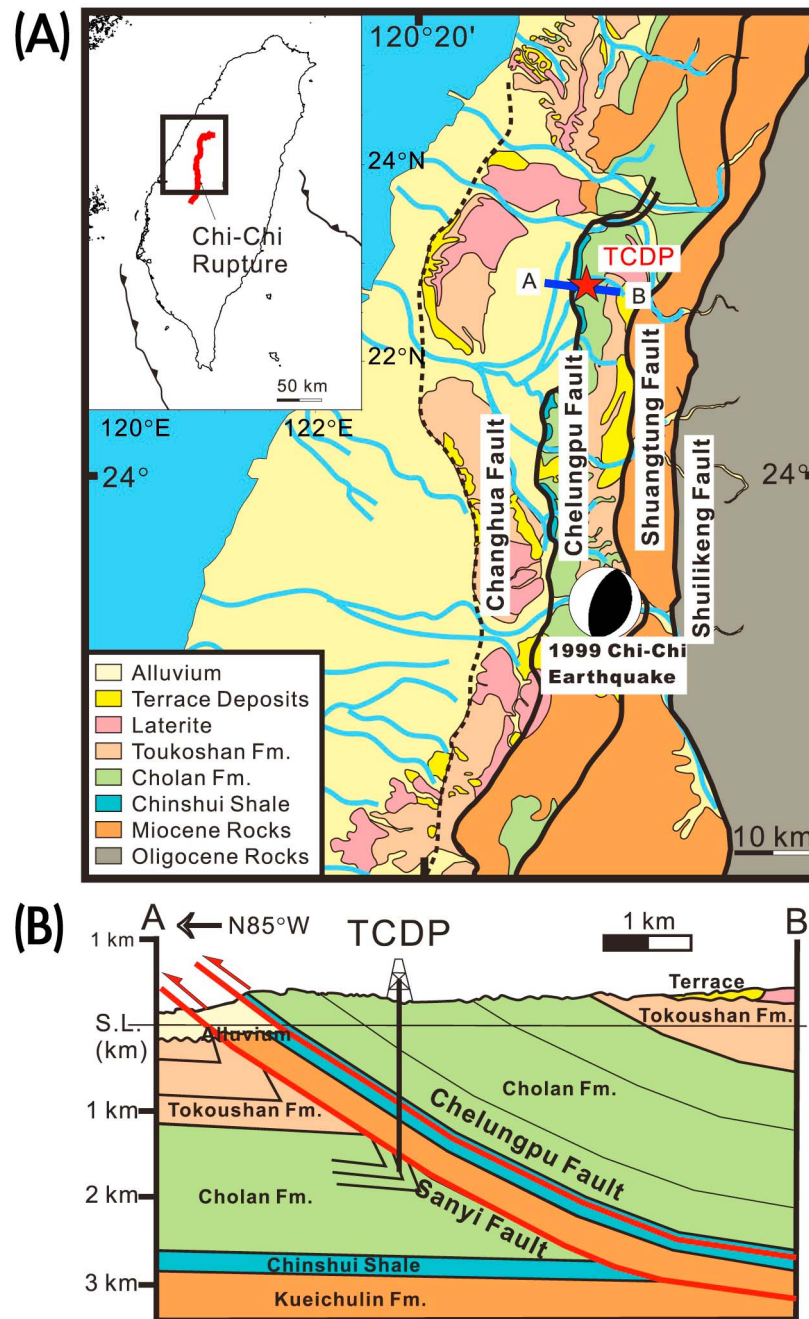 (A)
120°20'
24°N
Chi-Chi
Rupture
22°N
50 km
120°E
122°E
24°
24°
TCDP
A
B
Changhua Fault
Chelungpu Fault
Shuangtung Fault
Shuilikeng Fault
1999 Chi-Chi
Earthquake
Alluvium
Terrace Deposits
Laterite
Toukoshan Fm.
Cholan Fm.
Chinshui Shale
Miocene Rocks
Oligocene Rocks
10 km
(B)
A
N85°W
TCDP
1 km
B
1 km
S.L.
(km)
1 km
2 km
3 km
Terrace
Tokoushan Fm.
Alluvium
Tokoushan Fm.
Cholan Fm.
Chelungpu Fault
Cholan Fm.
Sanyi Fault
Chinshui Shale
Kueichulin Fm.